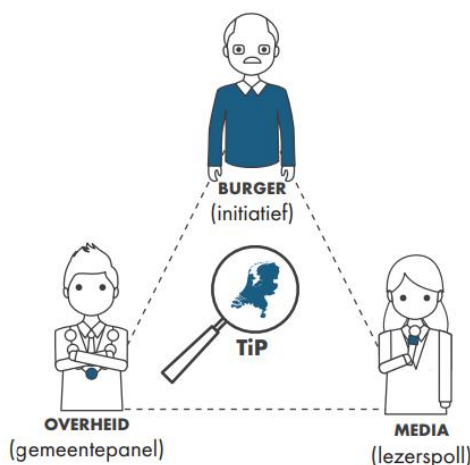 BURGER
(initiatief)
TiP
OVERHEID
(gemeentepanel)
MEDIA
(lezerspoll)